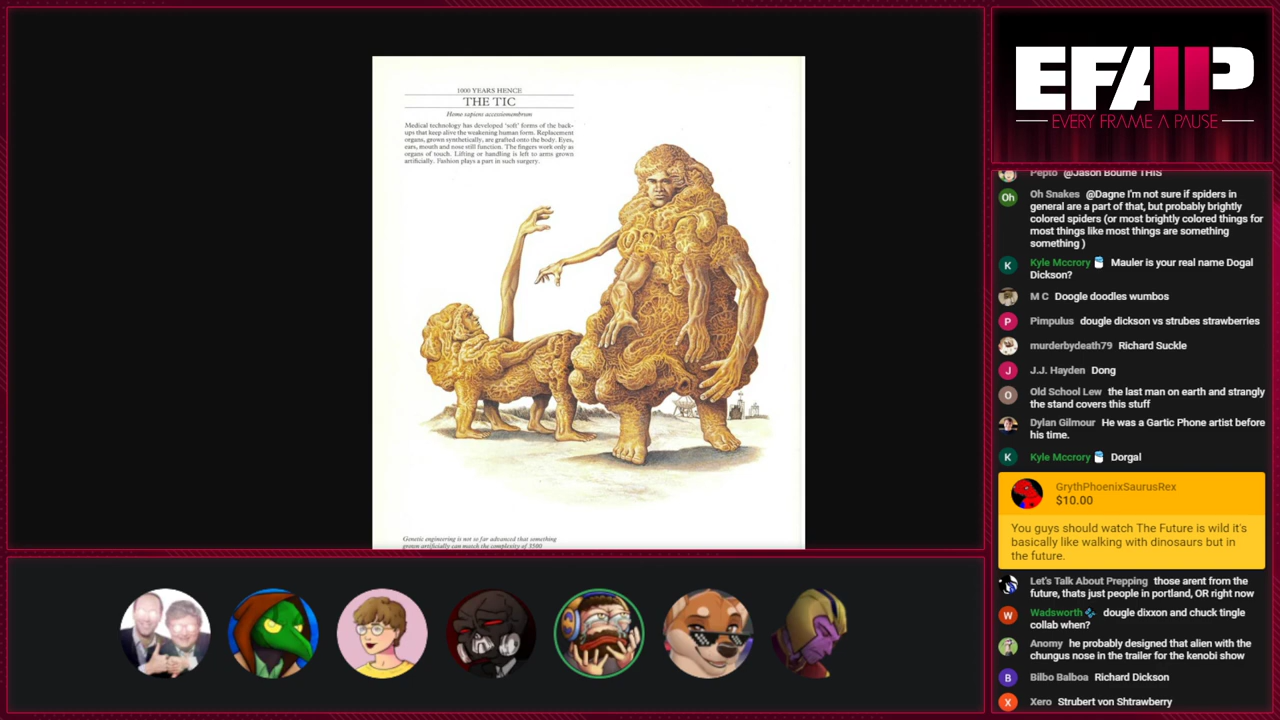 1000 YEARS HENCE
THE TIC
Homo sapiens accessiomembrum
Medical technology has developed 'soft' forms of the back-
ups that keep alive the weakening human form. Replacement
organs, grown synthetically, are grafted onto the body. Eyes,
ears, mouth and nose still function. The fingers work only as
organs of touch. Lifting or handling is left to arms grown
artificially. Fashion plays a part in such surgery.
Genetic engineering is not so far advanced that something
grown artificially can match the complexity of 3500
EFAP
EVERY FRAME A PAUSE
Pepto @Jason Bourne THIS
Oh
Oh Snakes @Dagne I'm not sure if spiders in
general are a part of that, but probably brightly
colored spiders (or most brightly colored things for
most things like most things are something
something )
K
Kyle Mccrory Mauler is your real name Dogal
Dickson?
M C Doogle doodles wumbos
P
Pimpulus dougle dickson vs strubes strawberries
murderbydeath79 Richard Suckle
J
J.J. Hayden Dong
O
Old School Lew the last man on earth and strangly
the stand covers this stuff
Dylan Gilmour He was a Gartic Phone artist before
his time.
K
Kyle Mccrory Dorgal
GrythPhoenixSaurusRex
$10.00
You guys should watch The Future is wild it's
basically like walking with dinosaurs but in
the future.
Let's Talk About Prepping those arent from the
future, thats just people in portland, OR right now
W
Wadsworth dougle dixxon and chuck tingle
collab when?
Anomy he probably designed that alien with the
chungus nose in the trailer for the kenobi show
B
Bilbo Balboa Richard Dickson
X
Xero Strubert von Shtrawberry